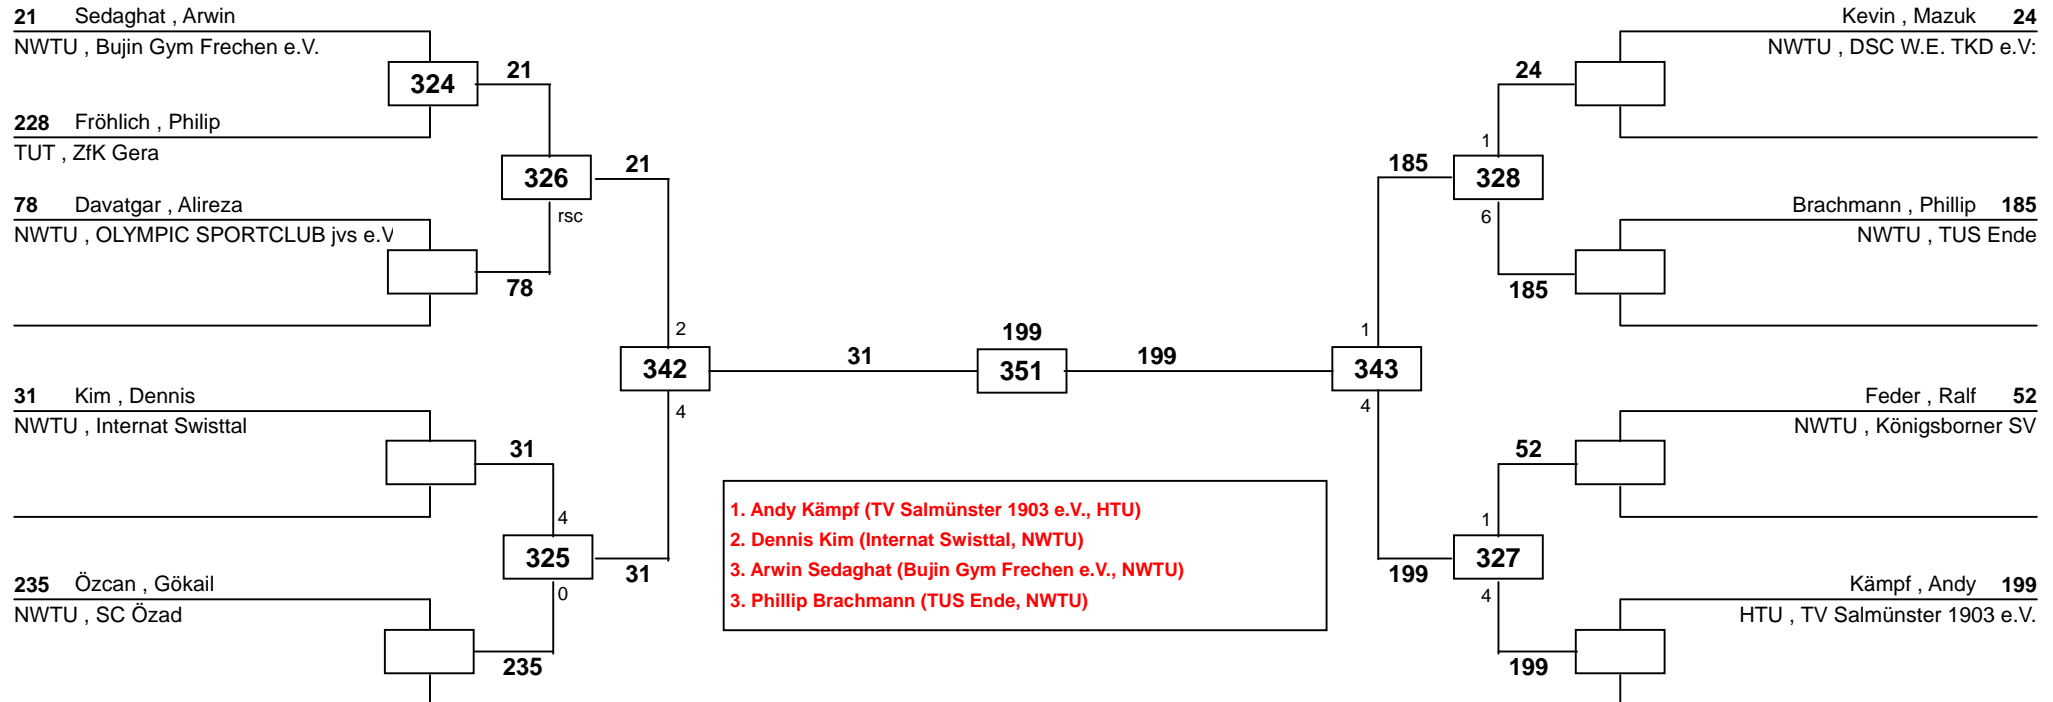 21 Sedaghat , Arwin
NWTU , Bujin Gym Frechen e.V.
324
21
228 Fröhlich , Philip
TUT , ZfK Gera
326
21
rsc
78 Davatgar , Alireza
NWTU , OLYMPIC SPORTCLUB jvs e.V
78
2
342
4
31
31 Kim , Dennis
NWTU , Internat Swisttal
31
4
325
0
31
235 Özcan , Gökail
NWTU , SC Özad
235
199
351
199
1. Andy Kämpf (TV Salmünster 1903 e.V., HTU)
2. Dennis Kim (Internat Swisttal, NWTU)
3. Arwin Sedaghat (Bujin Gym Frechen e.V., NWTU)
3. Phillip Brachmann (TUS Ende, NWTU)
Kevin , Mazuk 24
NWTU , DSC W.E. TKD e.V:
24
1
185
328
6
Brachmann , Phillip 185
NWTU , TUS Ende
185
1
343
4
Feder , Ralf 52
NWTU , Königsborner SV
52
1
327
199
4
Kämpf , Andy 199
HTU , TV Salmünster 1903 e.V.
199